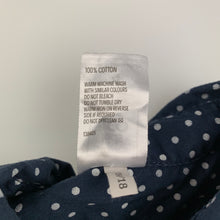 100% COTTON
WARM MACHINE WASH
WITH SIMILAR COLOURS
DO NOT BLEACH
DO NOT TUMBLE DRY
WARM IRON ON REVERSE
SIDE IF REQUIRED
DO NOT DRYCLEAN
18